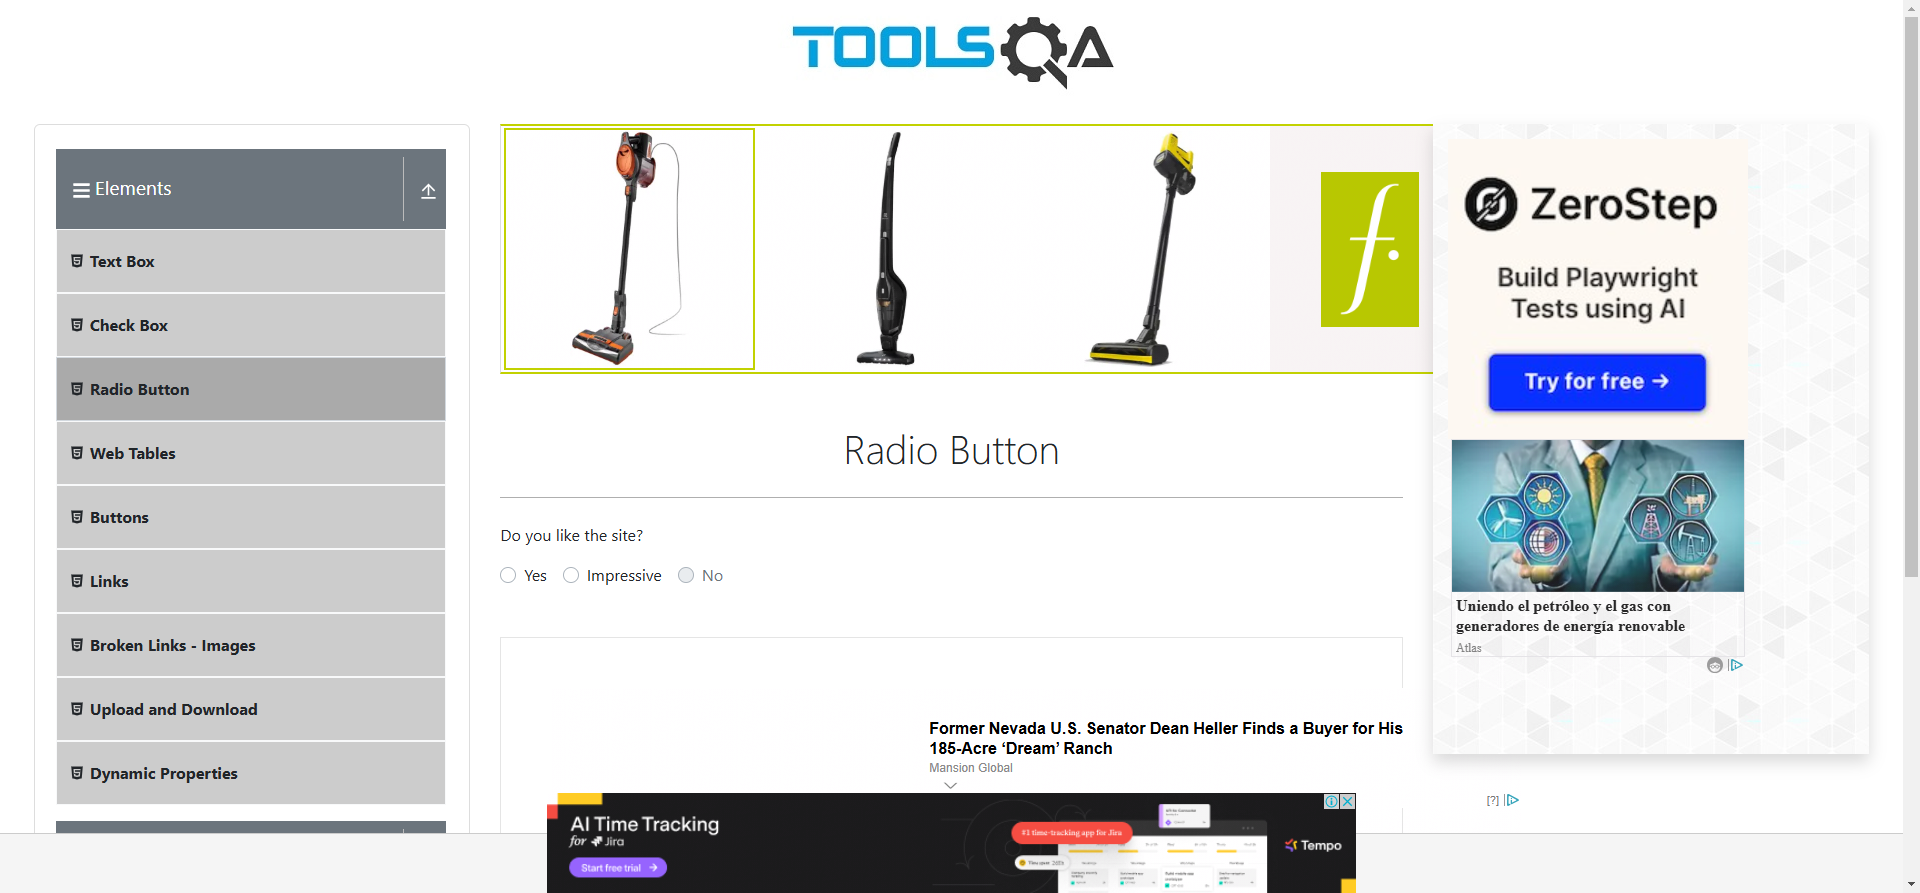 TOOLSQA
Elements
Text Box
Check Box
Radio Button
Web Tables
Buttons
Links
Broken Links - Images
Upload and Download
Dynamic Properties
f.
Radio Button
Do you like the site?
Yes
Impressive
No
Former Nevada U.S. Senator Dean Heller Finds a Buyer for His
185-Acre ‘Dream’ Ranch
Mansion Global
ZeroStep
Build Playwright
Tests using AI
Try for free →
Uniendo el petróleo y el gas con
generadores de energía renovable
Atlas
[?]
AI Time Tracking
for Jira
Start free trial →
#1 time-tracking app for Jira
Tempo